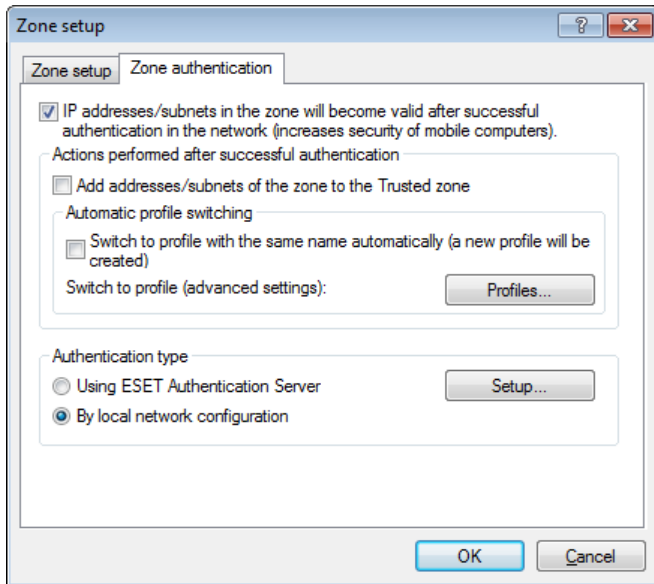 Zone setup
Zone setup
Zone authentication
IP addresses/subnets in the zone will become valid after successful
authentication in the network (increases security of mobile computers).
Actions performed after successful authentication
Add addresses/subnets of the zone to the Trusted zone
Automatic profile switching
Switch to profile with the same name automatically (a new profile will be
created)
Switch to profile (advanced settings):
Profiles...
Authentication type
Using ESET Authentication Server
Setup...
By local network configuration
OK
Cancel